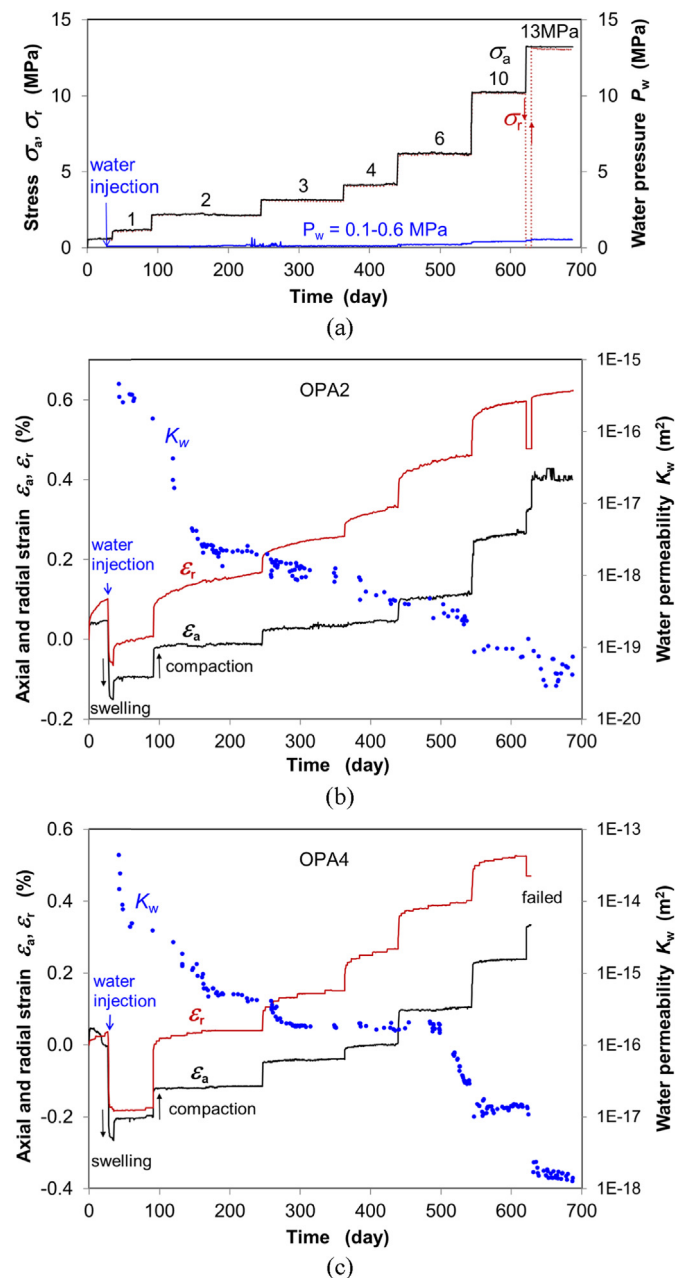 15
10
5
0
Stress σa, σr (MPa)
water
injection
1
2
3
4
6
10
13MPa
σa
σr
Pw = 0.1-0.6 MPa
15
10
5
0
Water pressure Pw (MPa)
0 100 200 300 400 500 600 700
Time (day)
(a)
0.6
0.4
0.2
0.0
-0.2
Axial and radial strain εa, εr (%)
OPA2
Kw
water
injection
εr
εa
compaction
swelling
1E-15
1E-16
1E-17
1E-18
1E-19
1E-20
Water permeability Kw (m²)
0 100 200 300 400 500 600 700
Time (day)
(b)
0.6
0.4
0.2
0.0
-0.2
-0.4
Axial and radial strain εa, εr (%)
OPA4
Kw
failed
water
injection
εr
εa
compaction
swelling
1E-13
1E-14
1E-15
1E-16
1E-17
1E-18
Water permeability Kw (m²)
0 100 200 300 400 500 600 700
Time (day)
(c)